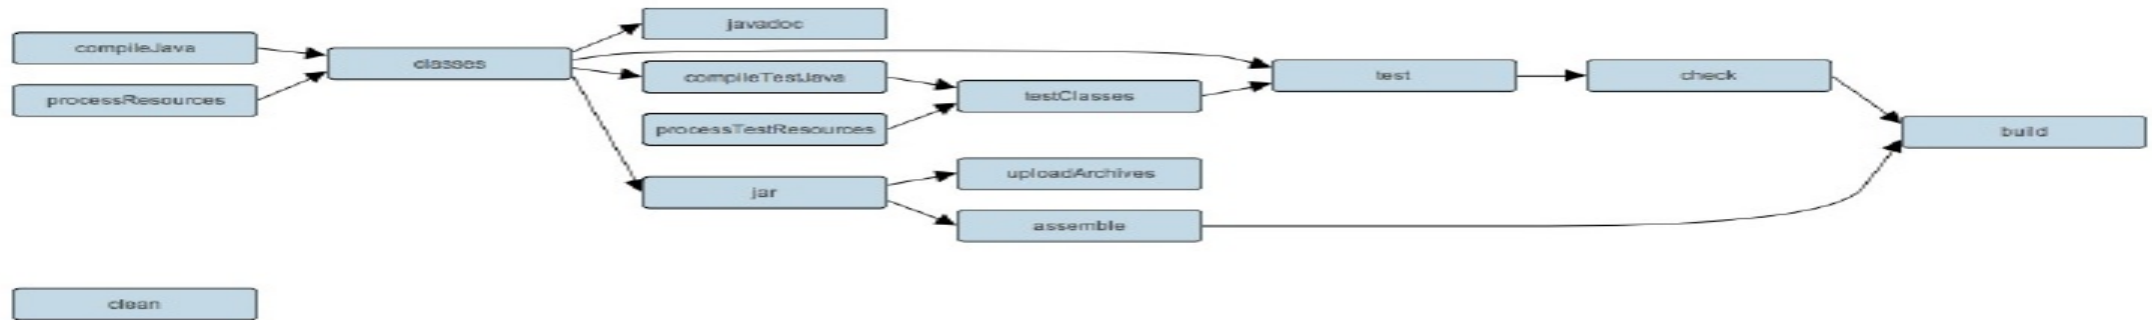 compileJava
processResources
classes
javadoc
compileTestJava
processTestResources
jar
testClasses
uploadArchives
assemble
test
check
build
clean